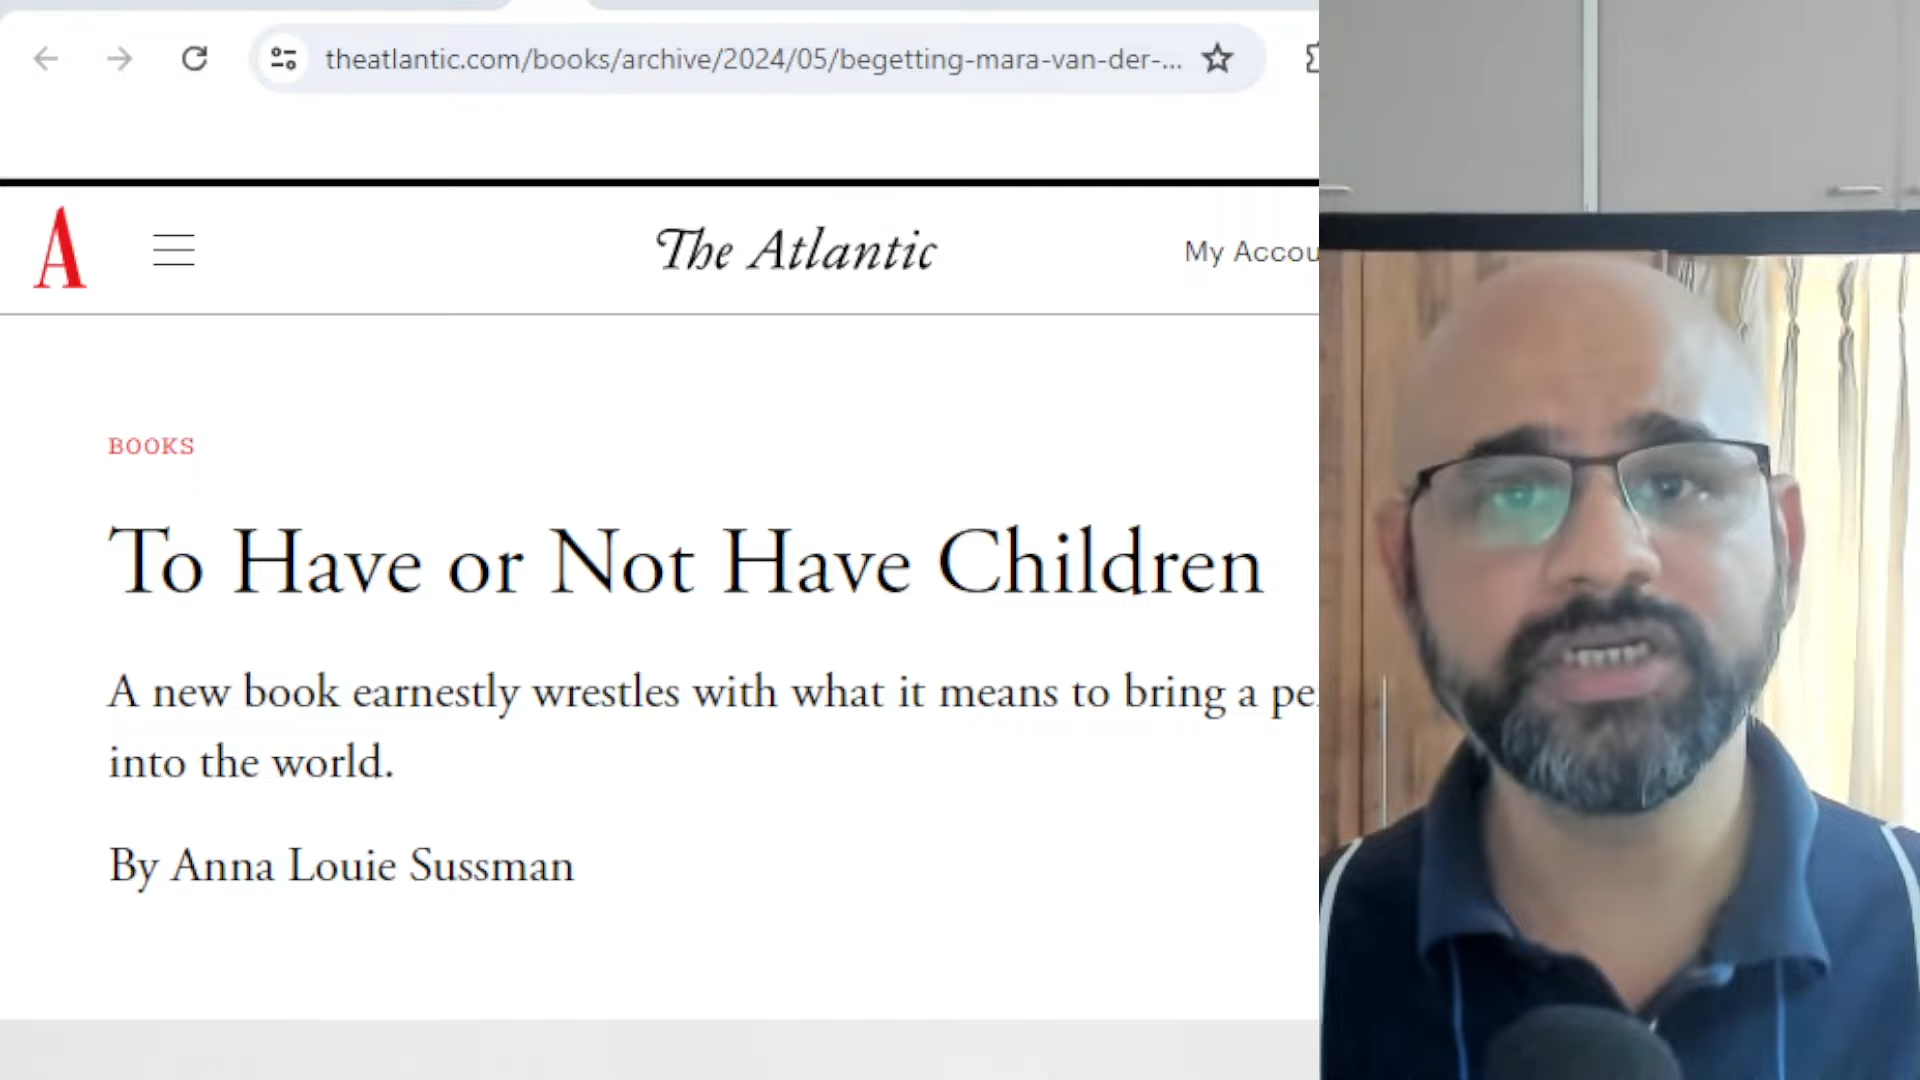 theatlantic.com/books/archive/2024/05/begetting-mara-van-der-...
A
The Atlantic
My Accou
BOOKS
To Have or Not Have Children
A new book earnestly wrestles with what it means to bring a pe
into the world.
By Anna Louie Sussman